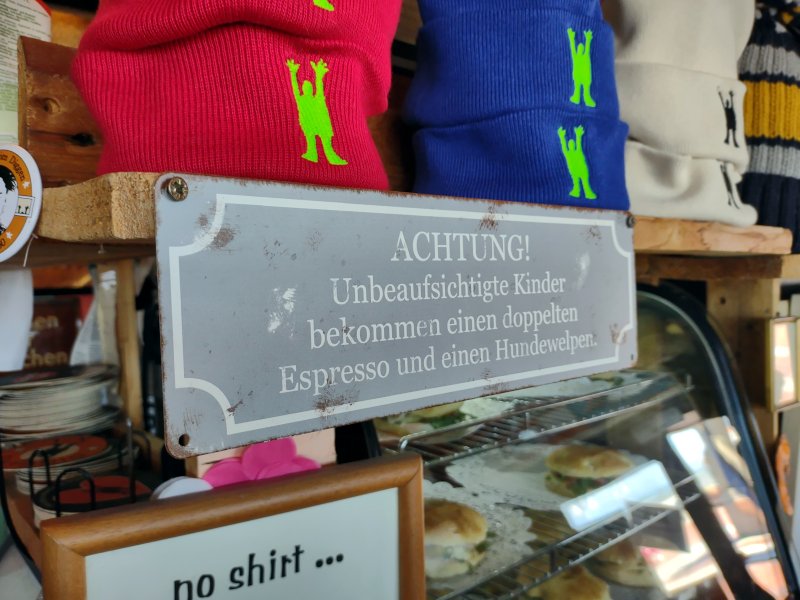 ACHTUNG!
Unbeaufsichtigte Kinder
bekommen einen doppelten
Espresso und einen Hundewelpen.
no shirt ...